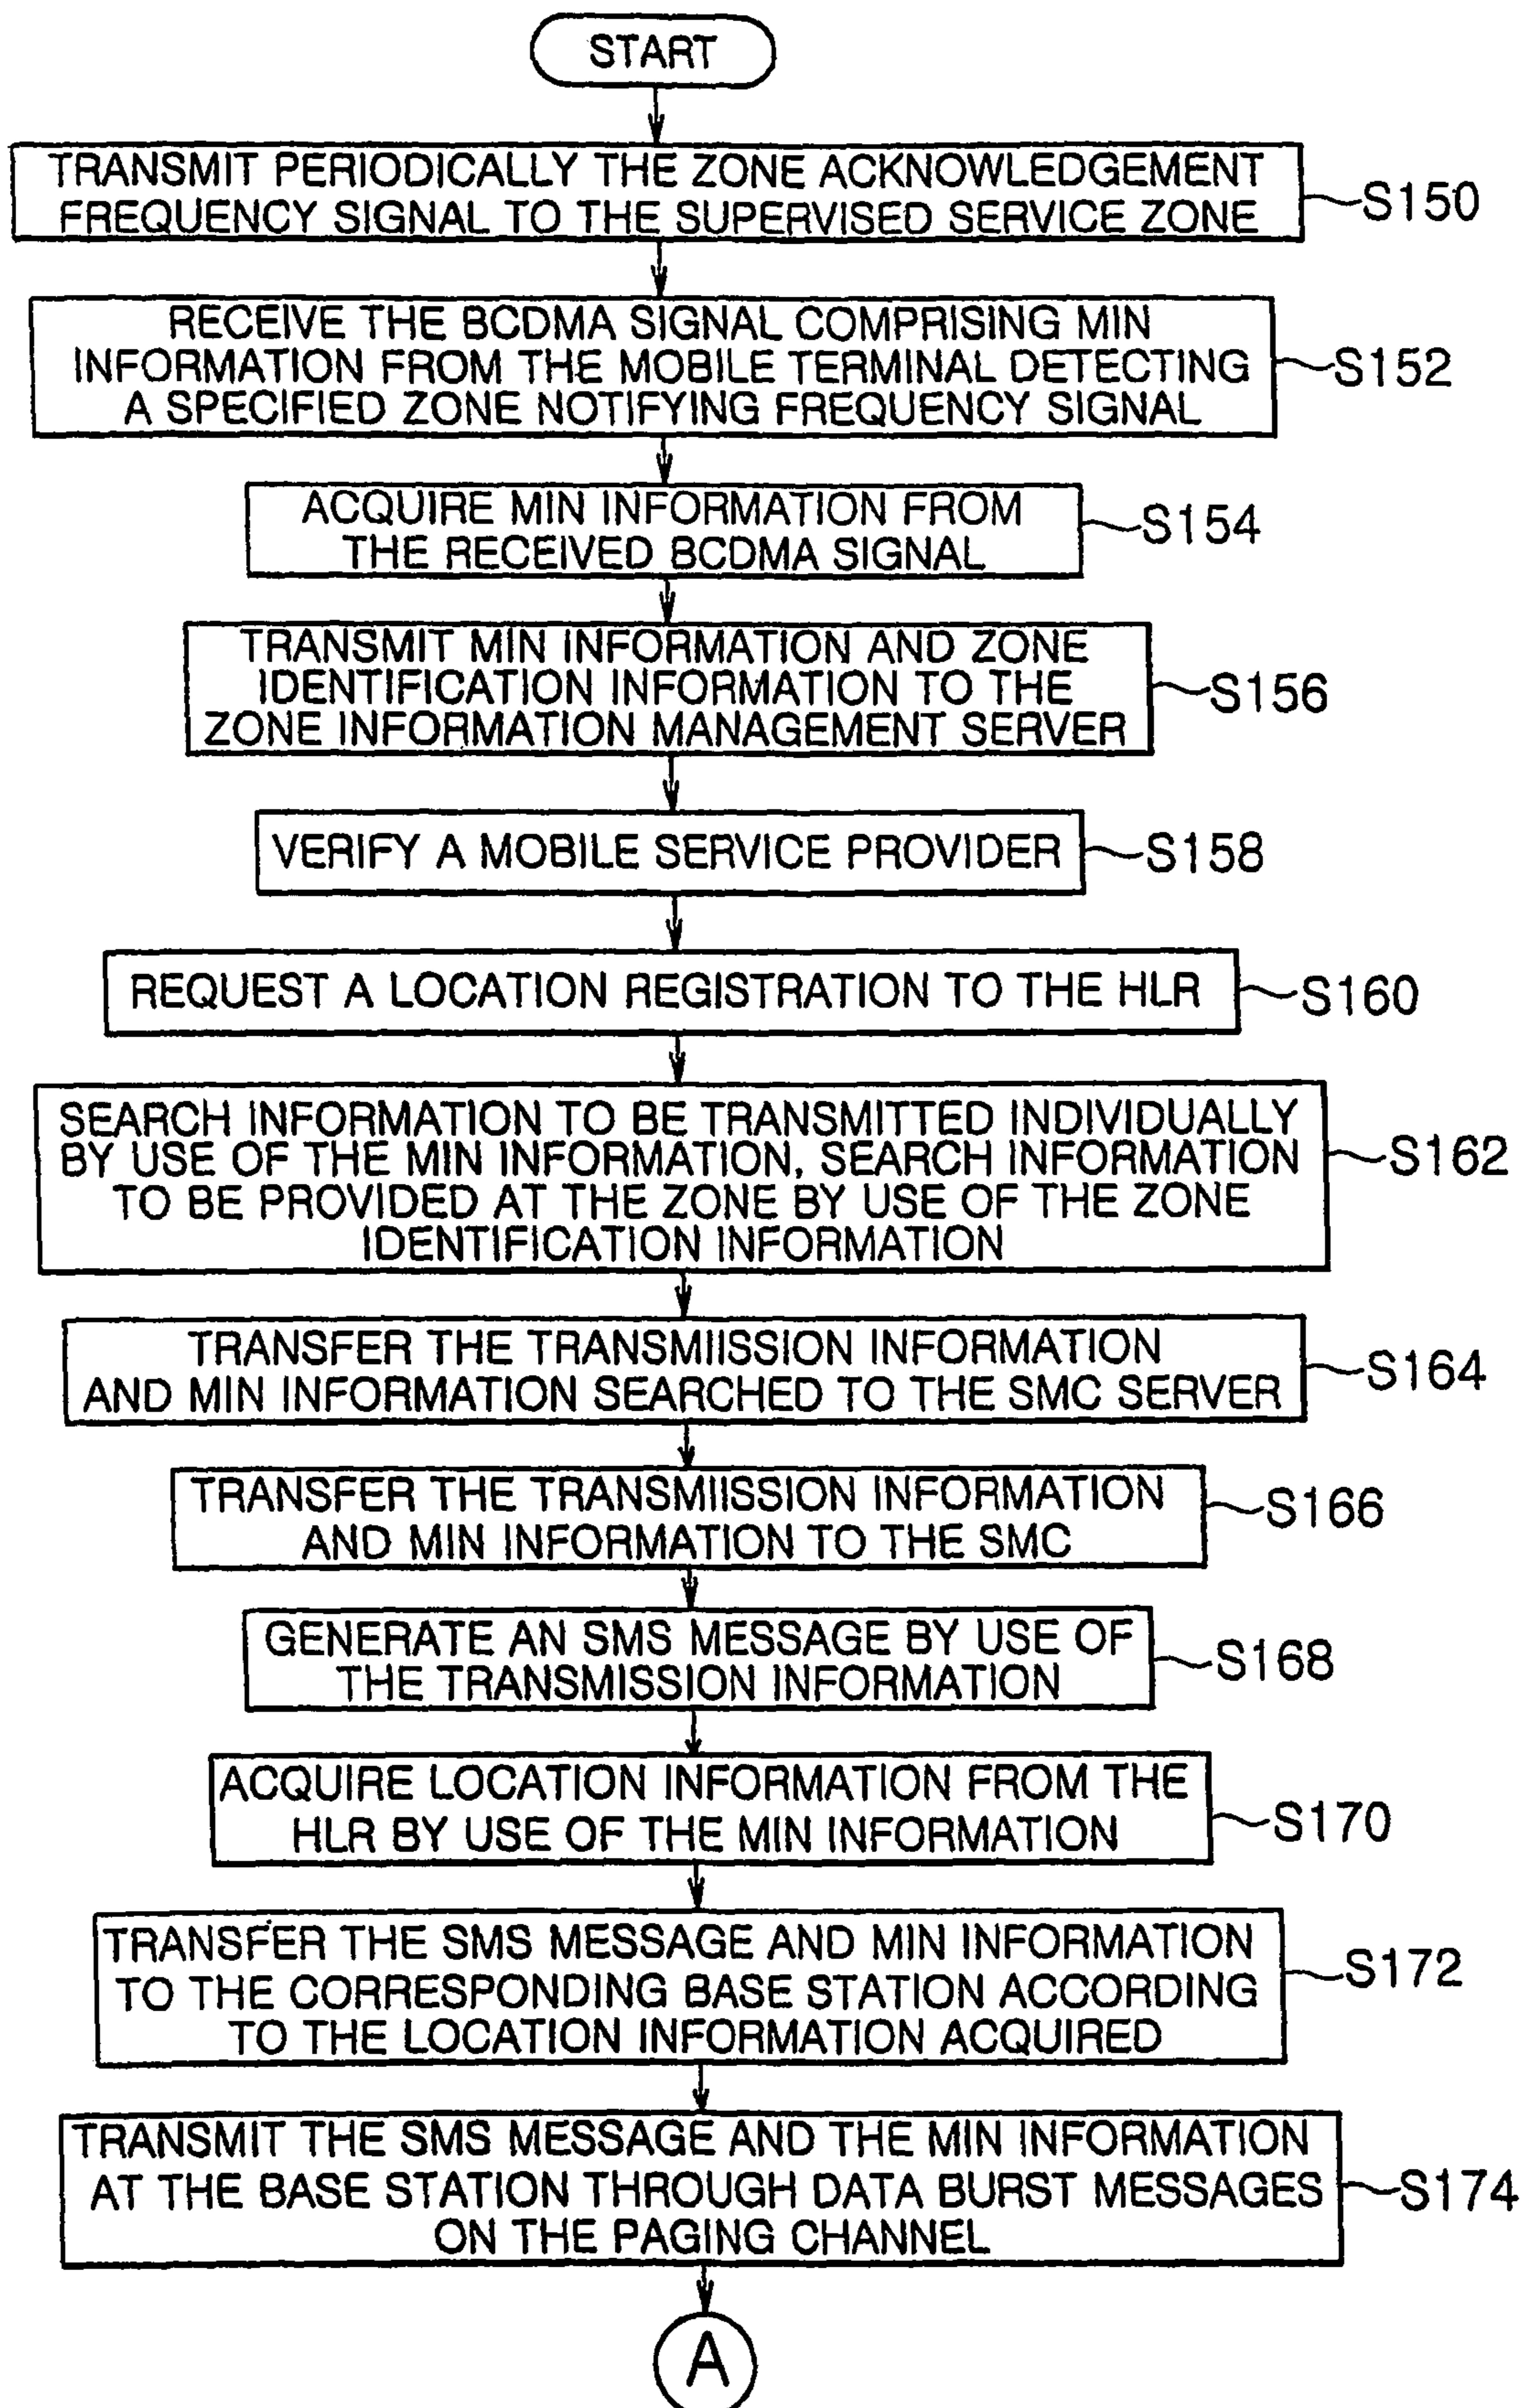 START
TRANSMIT PERIODICALLY THE ZONE ACKNOWLEDGEMENT
FREQUENCY SIGNAL TO THE SUPERVISED SERVICE ZONE
S150
RECEIVE THE BCDMA SIGNAL COMPRISING MIN
INFORMATION FROM THE MOBILE TERMINAL DETECTING
A SPECIFIED ZONE NOTIFYING FREQUENCY SIGNAL
S152
ACQUIRE MIN INFORMATION FROM
THE RECEIVED BCDMA SIGNAL
S154
TRANSMIT MIN INFORMATION AND ZONE
IDENTIFICATION INFORMATION TO THE
ZONE INFORMATION MANAGEMENT SERVER
S156
VERIFY A MOBILE SERVICE PROVIDER
S158
REQUEST A LOCATION REGISTRATION TO THE HLR
S160
SEARCH INFORMATION TO BE TRANSMITTED INDIVIDUALLY
BY USE OF THE MIN INFORMATION, SEARCH INFORMATION
TO BE PROVIDED AT THE ZONE BY USE OF THE ZONE
IDENTIFICATION INFORMATION
S162
TRANSFER THE TRANSMIISSION INFORMATION
AND MIN INFORMATION SEARCHED TO THE SMC SERVER
S164
TRANSFER THE TRANSMIISSION INFORMATION
AND MIN INFORMATION TO THE SMC
S166
GENERATE AN SMS MESSAGE BY USE OF
THE TRANSMISSION INFORMATION
S168
ACQUIRE LOCATION INFORMATION FROM THE
HLR BY USE OF THE MIN INFORMATION
S170
TRANSFER THE SMS MESSAGE AND MIN INFORMATION
TO THE CORRESPONDING BASE STATION ACCORDING
TO THE LOCATION INFORMATION ACQUIRED
S172
TRANSMIT THE SMS MESSAGE AND THE MIN INFORMATION
AT THE BASE STATION THROUGH DATA BURST MESSAGES
ON THE PAGING CHANNEL
S174
A